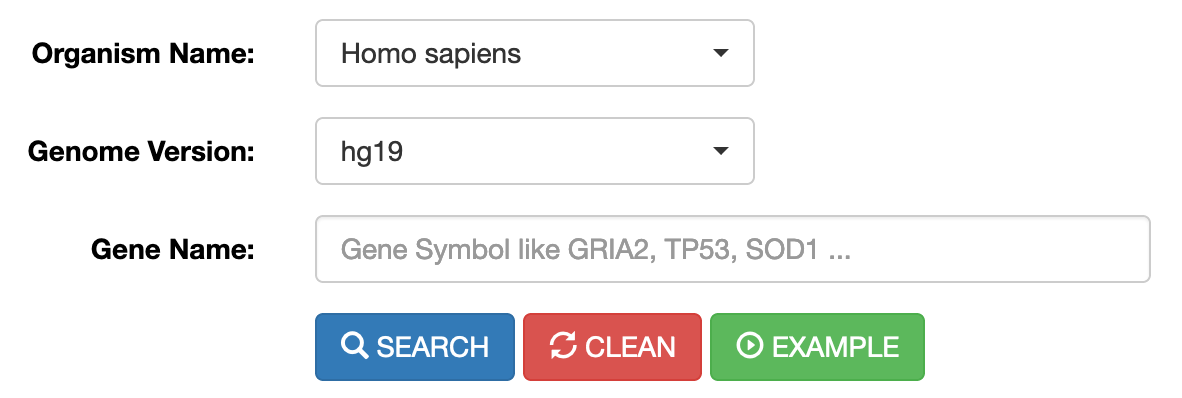 Organism Name: Homo sapiens
Genome Version: hg19
Gene Name: Gene Symbol like GRIA2, TP53, SOD1 ...
SEARCH CLEAN EXAMPLE